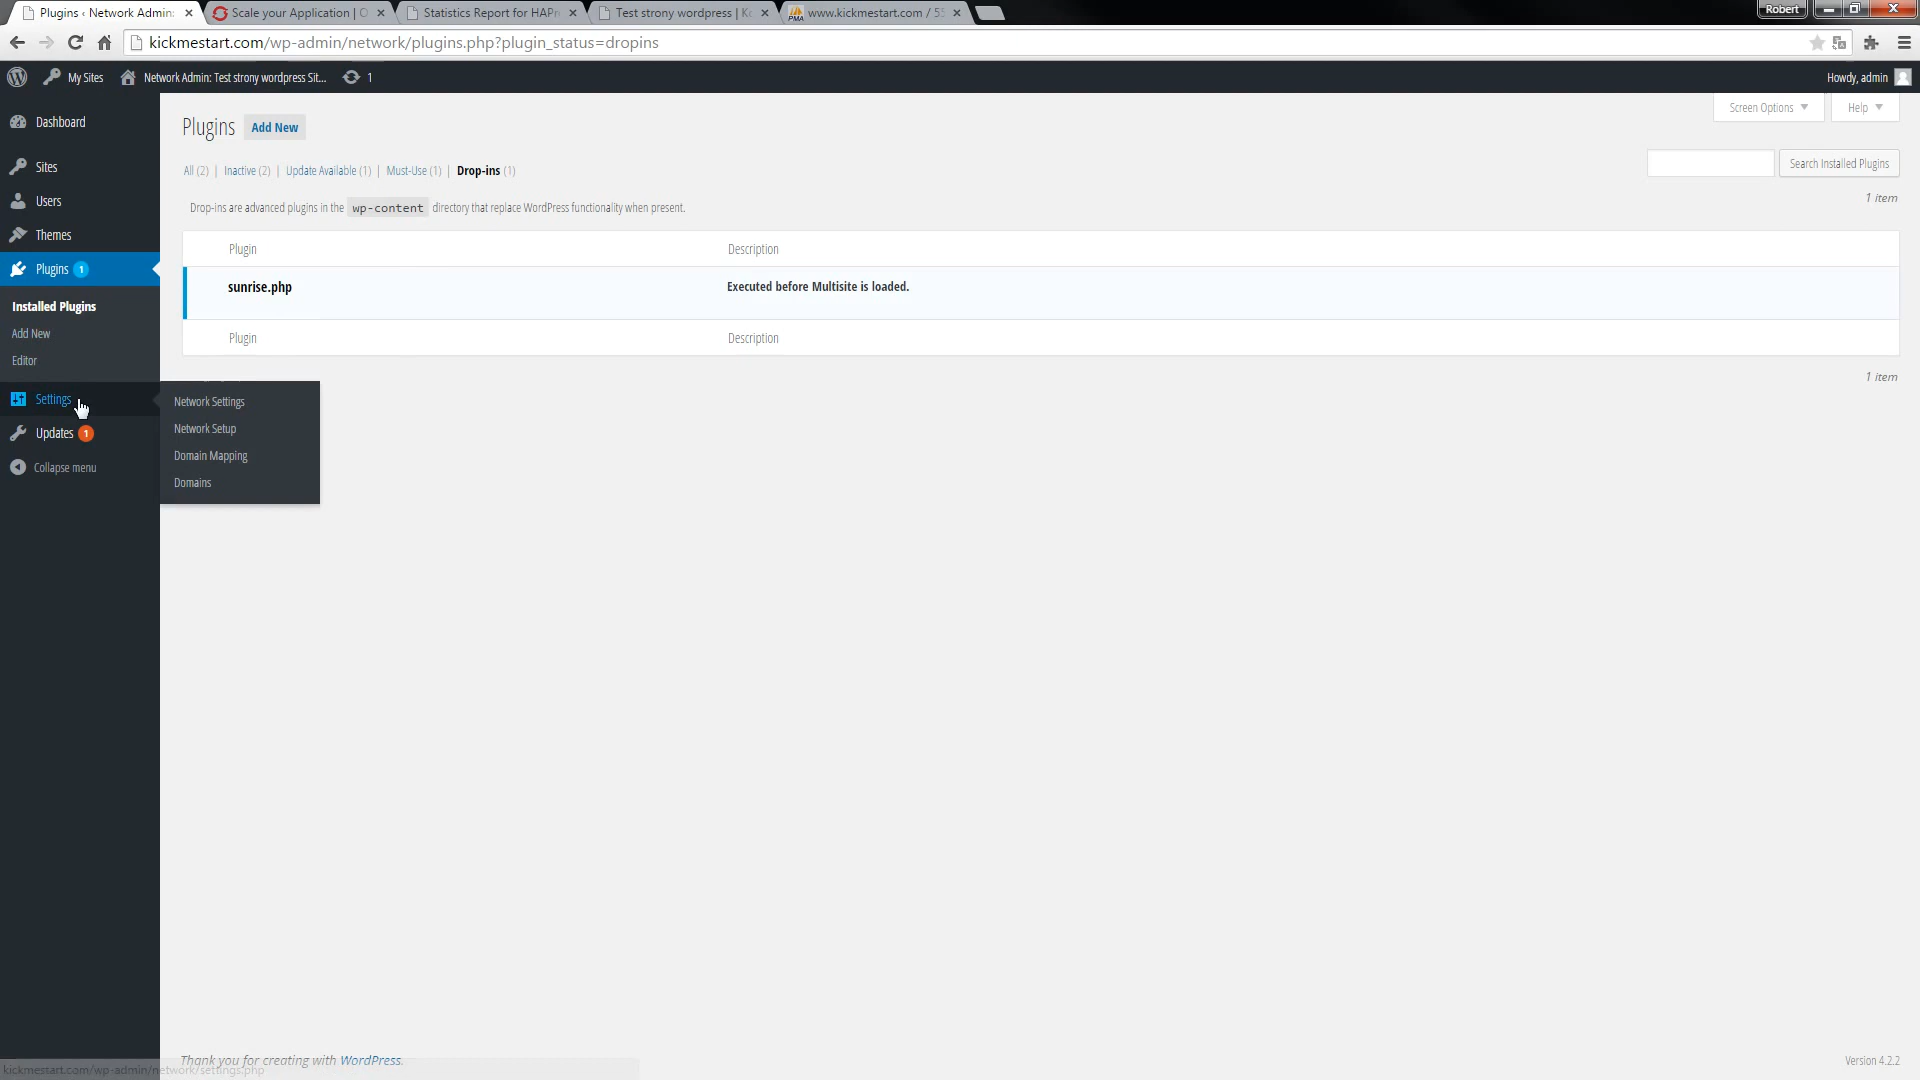 Plugins ‹ Network Admin:
Scale your Application | O
Statistics Report for HAPr
Test strony wordpress | Ko
www.kickmestart.com / 55
Robert
kickmestart.com/wp-admin/network/plugins.php?plugin_status=dropins
My Sites
Network Admin: Test strony wordpress Sit...
1
Howdy, admin
Dashboard
Sites
Users
Themes
Plugins 1
Installed Plugins
Add New
Editor
Settings
Updates 1
Collapse menu
Network Settings
Network Setup
Domain Mapping
Domains
Screen Options
Help
Plugins Add New
All (2) | Inactive (2) | Update Available (1) | Must-Use (1) | Drop-ins (1)
Search Installed Plugins
Drop-ins are advanced plugins in the wp-content directory that replace WordPress functionality when present.
1 item
Plugin Description
sunrise.php Executed before Multisite is loaded.
Plugin Description
1 item
Thank you for creating with WordPress.
Version 4.2.2
kickmestart.com/wp-admin/network/settings.php